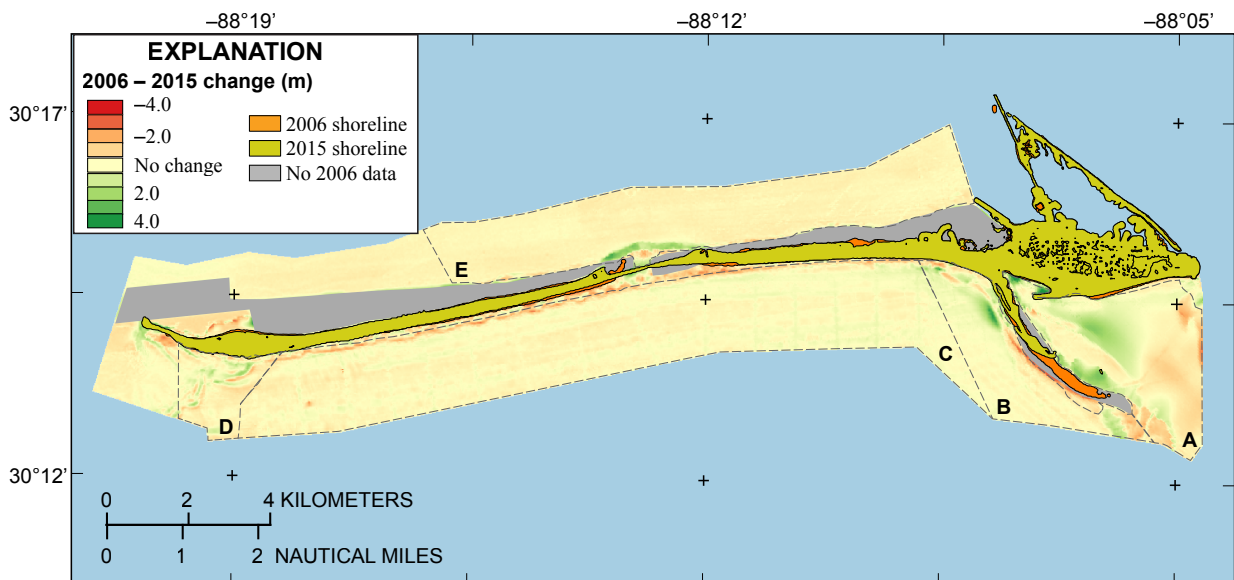 –88°19’
–88°12’
–88°05’
EXPLANATION
2006 – 2015 change (m)
–4.0
–2.0
No change
2.0
4.0
2006 shoreline
2015 shoreline
No 2006 data
30°17’
E
C
B
D
A
30°12’
0 2 4 KILOMETERS
0 1 2 NAUTICAL MILES